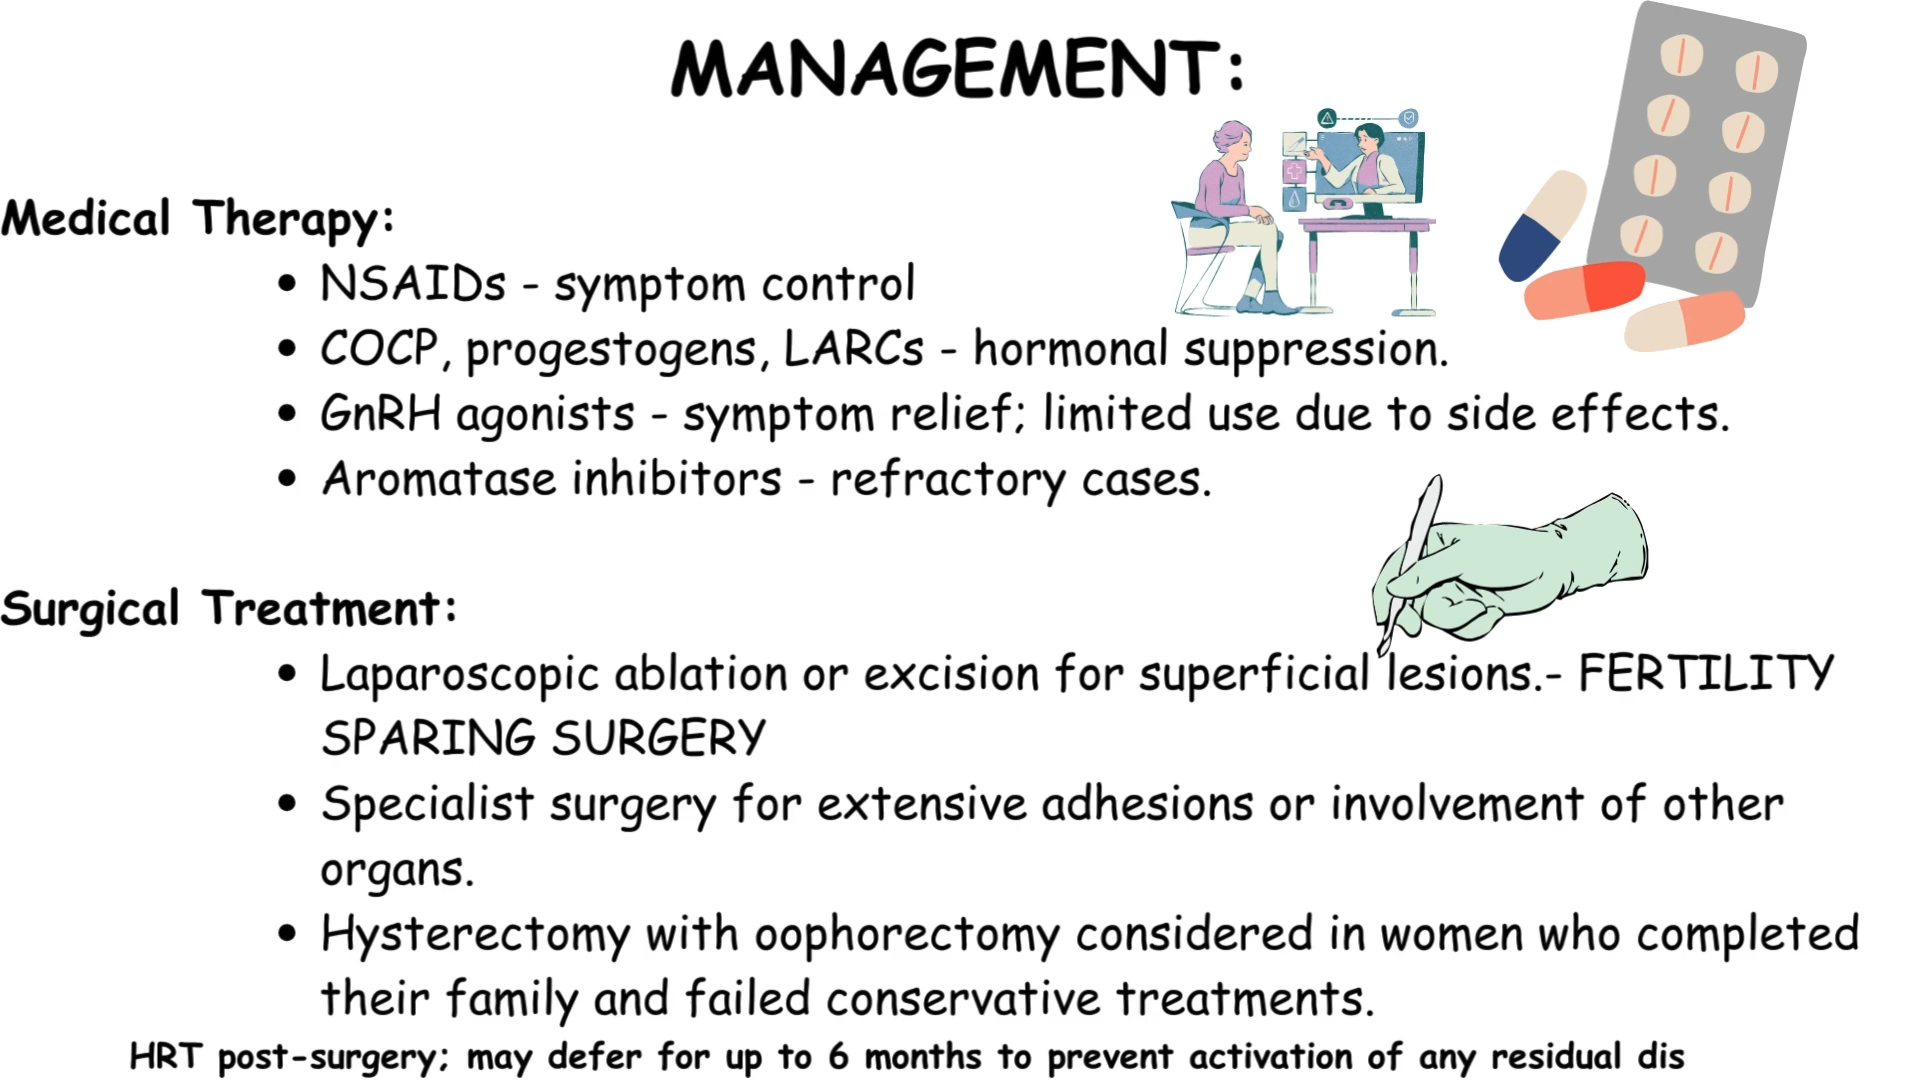 MANAGEMENT:
Medical Therapy:
• NSAIDs - symptom control
• COCP, progestogens, LARCs - hormonal suppression.
• GnRH agonists - symptom relief; limited use due to side effects.
• Aromatase inhibitors - refractory cases.
Surgical Treatment:
• Laparoscopic ablation or excision for superficial lesions.- FERTILITY
SPARING SURGERY
• Specialist surgery for extensive adhesions or involvement of other
organs.
• Hysterectomy with oophorectomy considered in women who completed
their family and failed conservative treatments.
HRT post-surgery; may defer for up to 6 months to prevent activation of any residual dis